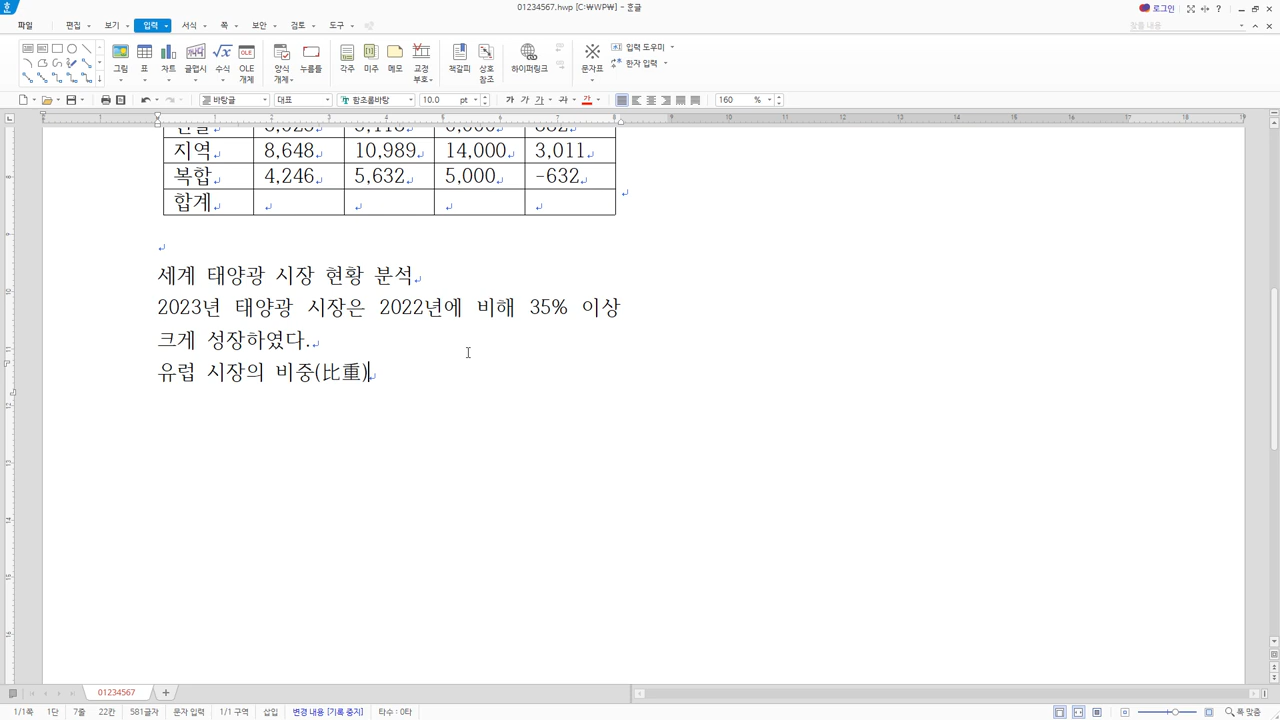 01234567.hwp [C:\WP\] - 한글
로그인
파일 편집 보기 입력 서식 쪽 보안 검토 도구
찾을 내용
그림 표 차트 글맵시 수식 OLE 개체 양식 개체 누름틀 각주 미주 메모 교정 부호 책갈피 상호 참조 하이퍼링크 문자표 입력 도우미 한자 입력
바탕글 대표 함초롬바탕 10.0 pt 가 가 가 가 가 160 %
지역 8,648 10,989 14,000 3,011
복합 4,246 5,632 5,000 -632
합계
세계 태양광 시장 현황 분석
2023년 태양광 시장은 2022년에 비해 35% 이상
크게 성장하였다.
유럽 시장의 비중(比重)
01234567
1/1쪽 1단 7줄 22칸 581글자 문자 입력 1/1 구역 삽입 변경 내용 [기록 중지] 타수 : 0타 폭 맞춤